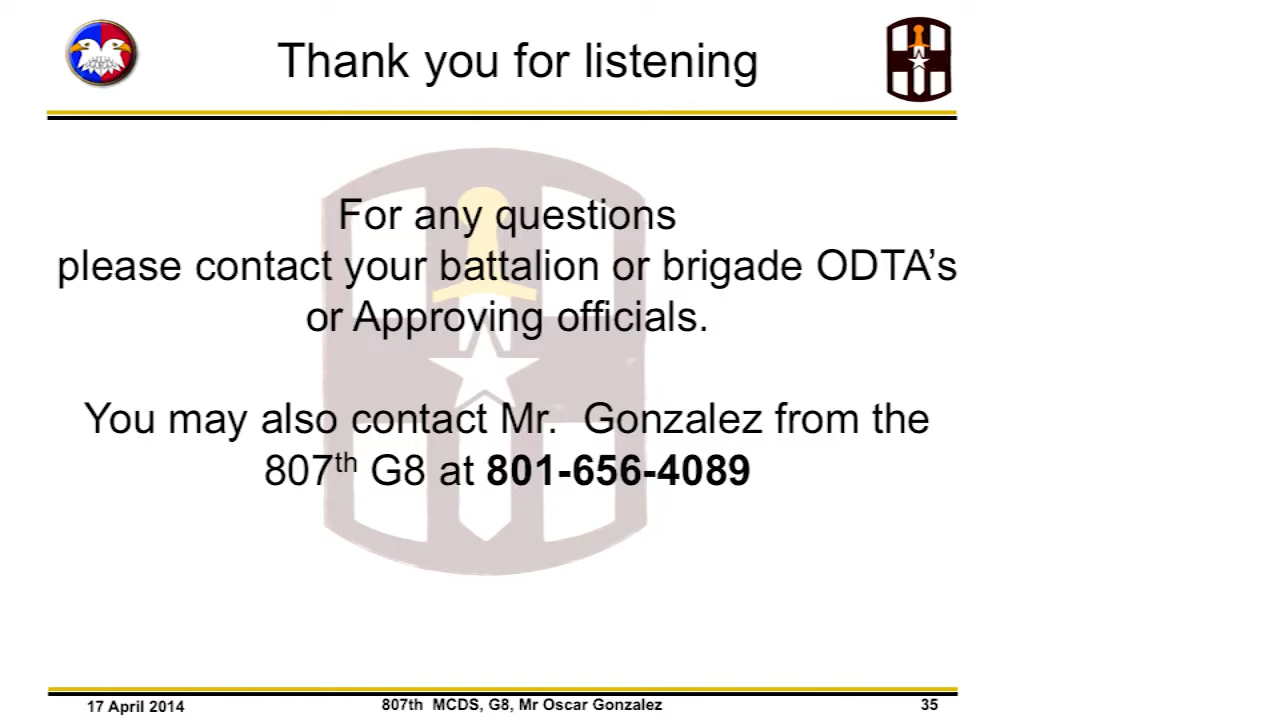 Thank you for listening
For any questions
please contact your battalion or brigade ODTA’s
or Approving officials.
You may also contact Mr.  Gonzalez from the
807th G8 at 801-656-4089
17 April 2014
807th  MCDS, G8, Mr Oscar Gonzalez
35